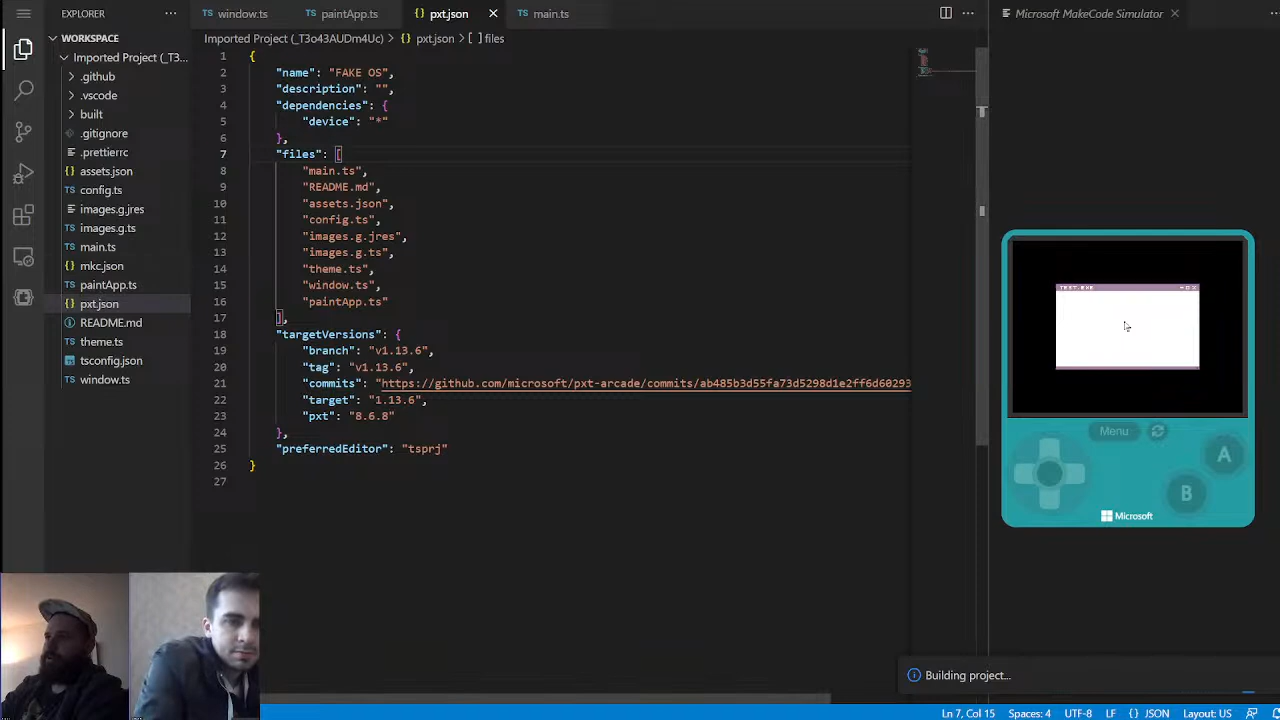 EXPLORER
window.ts
paintApp.ts
pxt.json
main.ts
Microsoft MakeCode Simulator
WORKSPACE
Imported Project (_T3o43AUDm4Uc) > pxt.json > [ ] files
Imported Project (_T3...
.github
.vscode
built
.gitignore
.prettierrc
assets.json
config.ts
images.g.jres
images.g.ts
main.ts
mkc.json
paintApp.ts
pxt.json
README.md
theme.ts
tsconfig.json
window.ts
1 {
2 "name": "FAKE OS",
3 "description": "",
4 "dependencies": {
5 "device": "*"
6 },
7 "files": [
8 "main.ts",
9 "README.md",
10 "assets.json",
11 "config.ts",
12 "images.g.jres",
13 "images.g.ts",
14 "theme.ts",
15 "window.ts",
16 "paintApp.ts"
17 ],
18 "targetVersions": {
19 "branch": "v1.13.6",
20 "tag": "v1.13.6",
21 "commits": "https://github.com/microsoft/pxt-arcade/commits/ab485b3d55fa73d5298d1e2ff6d60293
22 "target": "1.13.6",
23 "pxt": "8.6.8"
24 },
25 "preferredEditor": "tsprj"
26 }
27
TEST.EXE
Menu
A
B
Microsoft
Building project...
Ln 7, Col 15
Spaces: 4
UTF-8
LF
{} JSON
Layout: US